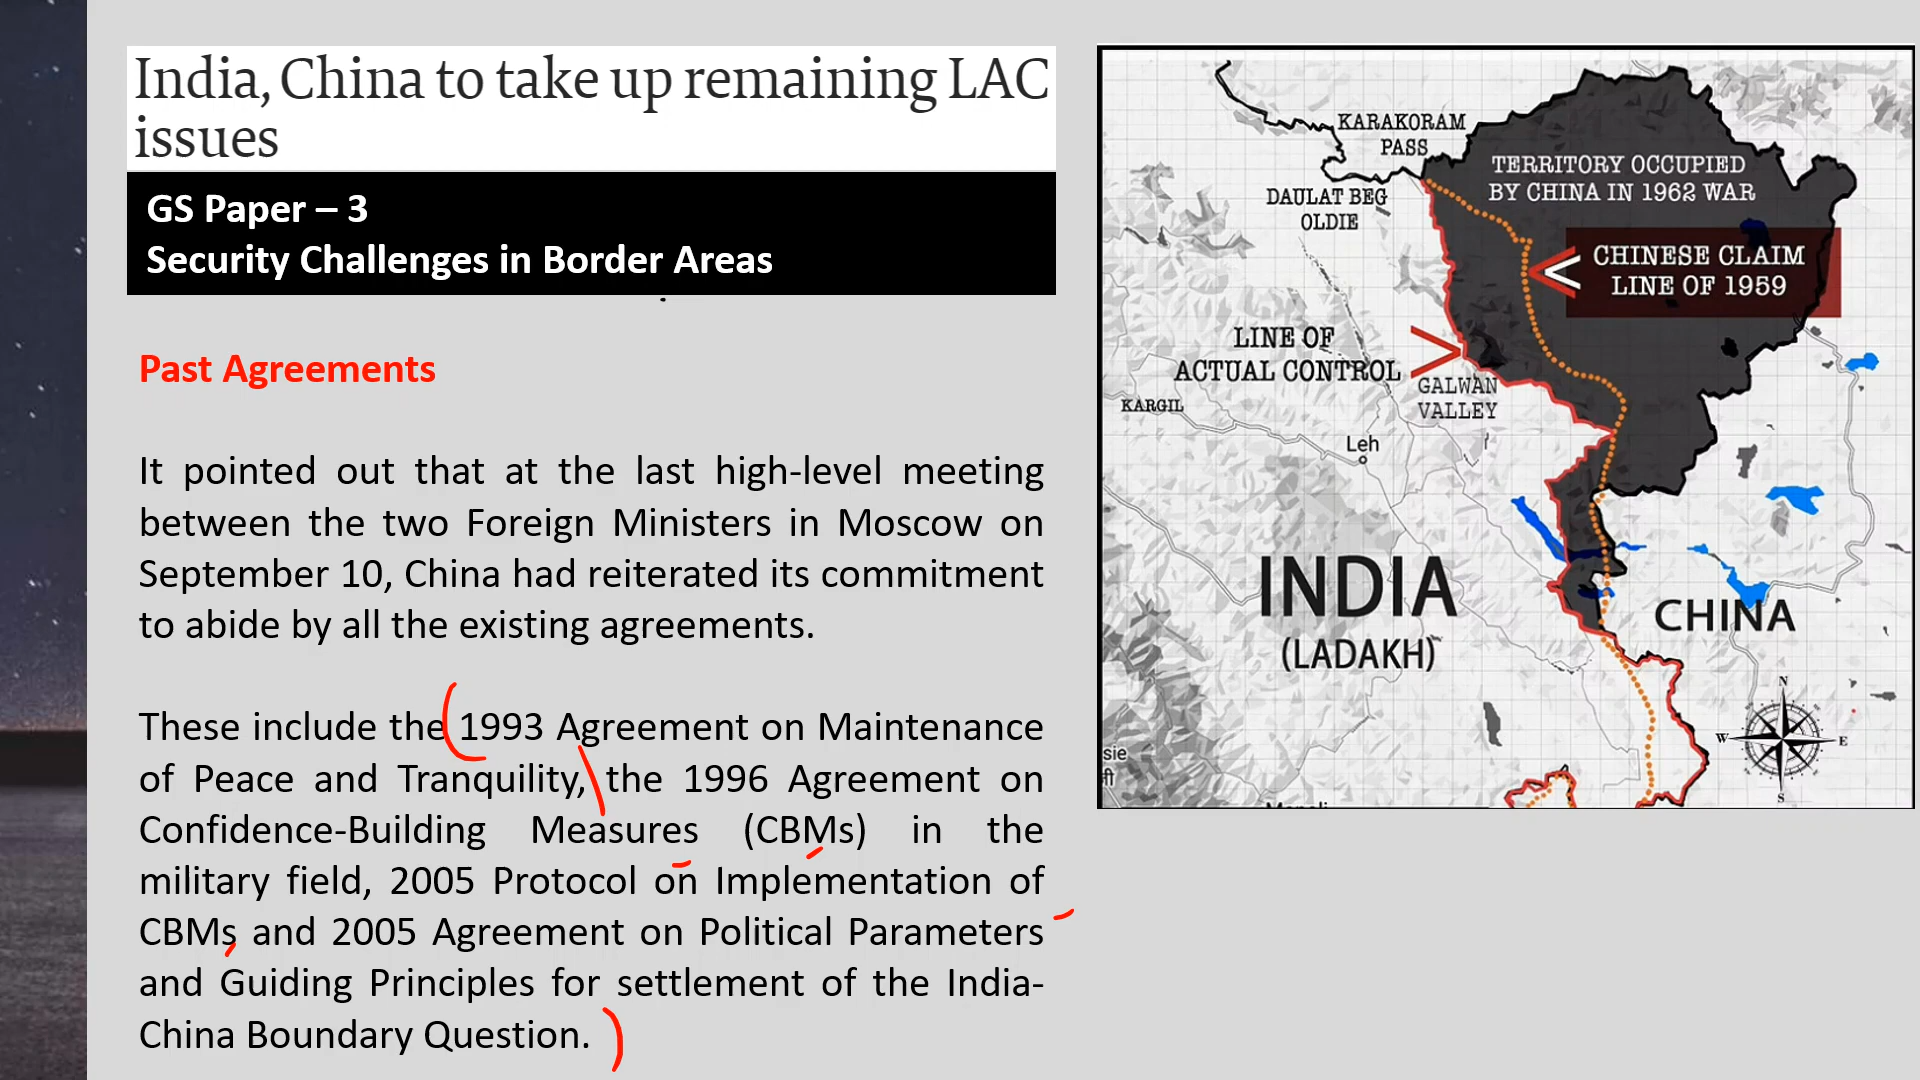 India, China to take up remaining LAC
issues
GS Paper – 3
Security Challenges in Border Areas
Past Agreements
It pointed out that at the last high-level meeting
between the two Foreign Ministers in Moscow on
September 10, China had reiterated its commitment
to abide by all the existing agreements.
These include the 1993 Agreement on Maintenance
of Peace and Tranquility, the 1996 Agreement on
Confidence-Building Measures (CBMs) in the
military field, 2005 Protocol on Implementation of
CBMs and 2005 Agreement on Political Parameters
and Guiding Principles for settlement of the India-
China Boundary Question.
KARAKORAM
PASS
TERRITORY OCCUPIED
BY CHINA IN 1962 WAR
DAULAT BEG
OLDIE
CHINESE CLAIM
LINE OF 1959
LINE OF
ACTUAL CONTROL
GALWAN
VALLEY
KARGIL
Leh
INDIA
(LADAKH)
CHINA
N
W
E
S
sie